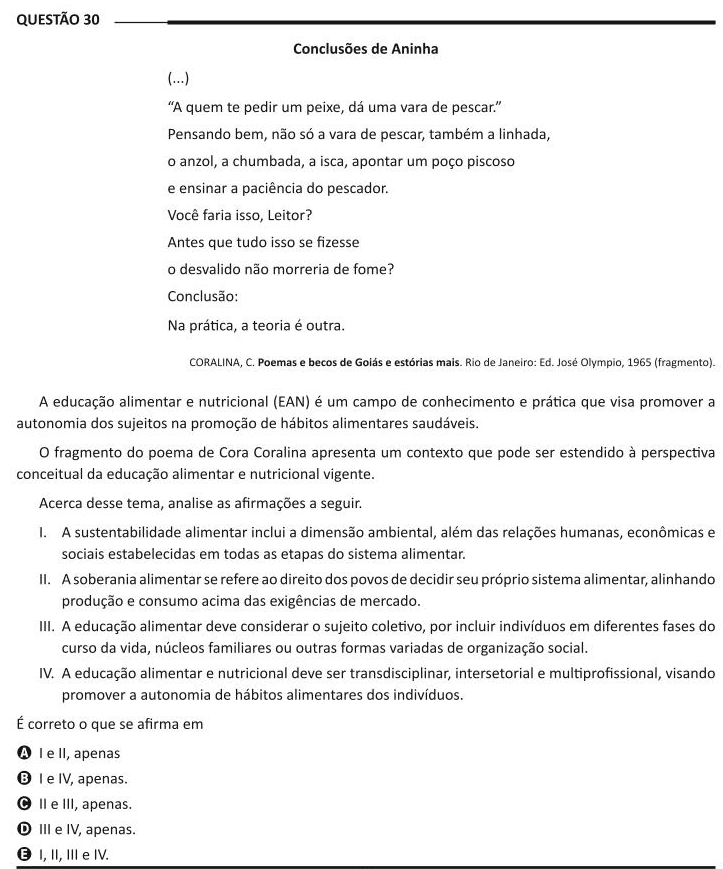 QUESTÃO 30
Conclusões de Aninha
(...)
“A quem te pedir um peixe, dá uma vara de pescar.”
Pensando bem, não só a vara de pescar, também a linhada,
o anzol, a chumbada, a isca, apontar um poço piscoso
e ensinar a paciência do pescador.
Você faria isso, Leitor?
Antes que tudo isso se fizesse
o desvalido não morreria de fome?
Conclusão:
Na prática, a teoria é outra.
CORALINA, C. Poemas e becos de Goiás e estórias mais. Rio de Janeiro: Ed. José Olympio, 1965 (fragmento).
A educação alimentar e nutricional (EAN) é um campo de conhecimento e prática que visa promover a
autonomia dos sujeitos na promoção de hábitos alimentares saudáveis.
O fragmento do poema de Cora Coralina apresenta um contexto que pode ser estendido à perspectiva
conceitual da educação alimentar e nutricional vigente.
Acerca desse tema, analise as afirmações a seguir.
I. A sustentabilidade alimentar inclui a dimensão ambiental, além das relações humanas, econômicas e
sociais estabelecidas em todas as etapas do sistema alimentar.
II. A soberania alimentar se refere ao direito dos povos de decidir seu próprio sistema alimentar, alinhando
produção e consumo acima das exigências de mercado.
III. A educação alimentar deve considerar o sujeito coletivo, por incluir indivíduos em diferentes fases do
curso da vida, núcleos familiares ou outras formas variadas de organização social.
IV. A educação alimentar e nutricional deve ser transdisciplinar, intersetorial e multiprofissional, visando
promover a autonomia de hábitos alimentares dos indivíduos.
É correto o que se afirma em
A I e II, apenas
B I e IV, apenas.
C II e III, apenas.
D III e IV, apenas.
E I, II, III e IV.